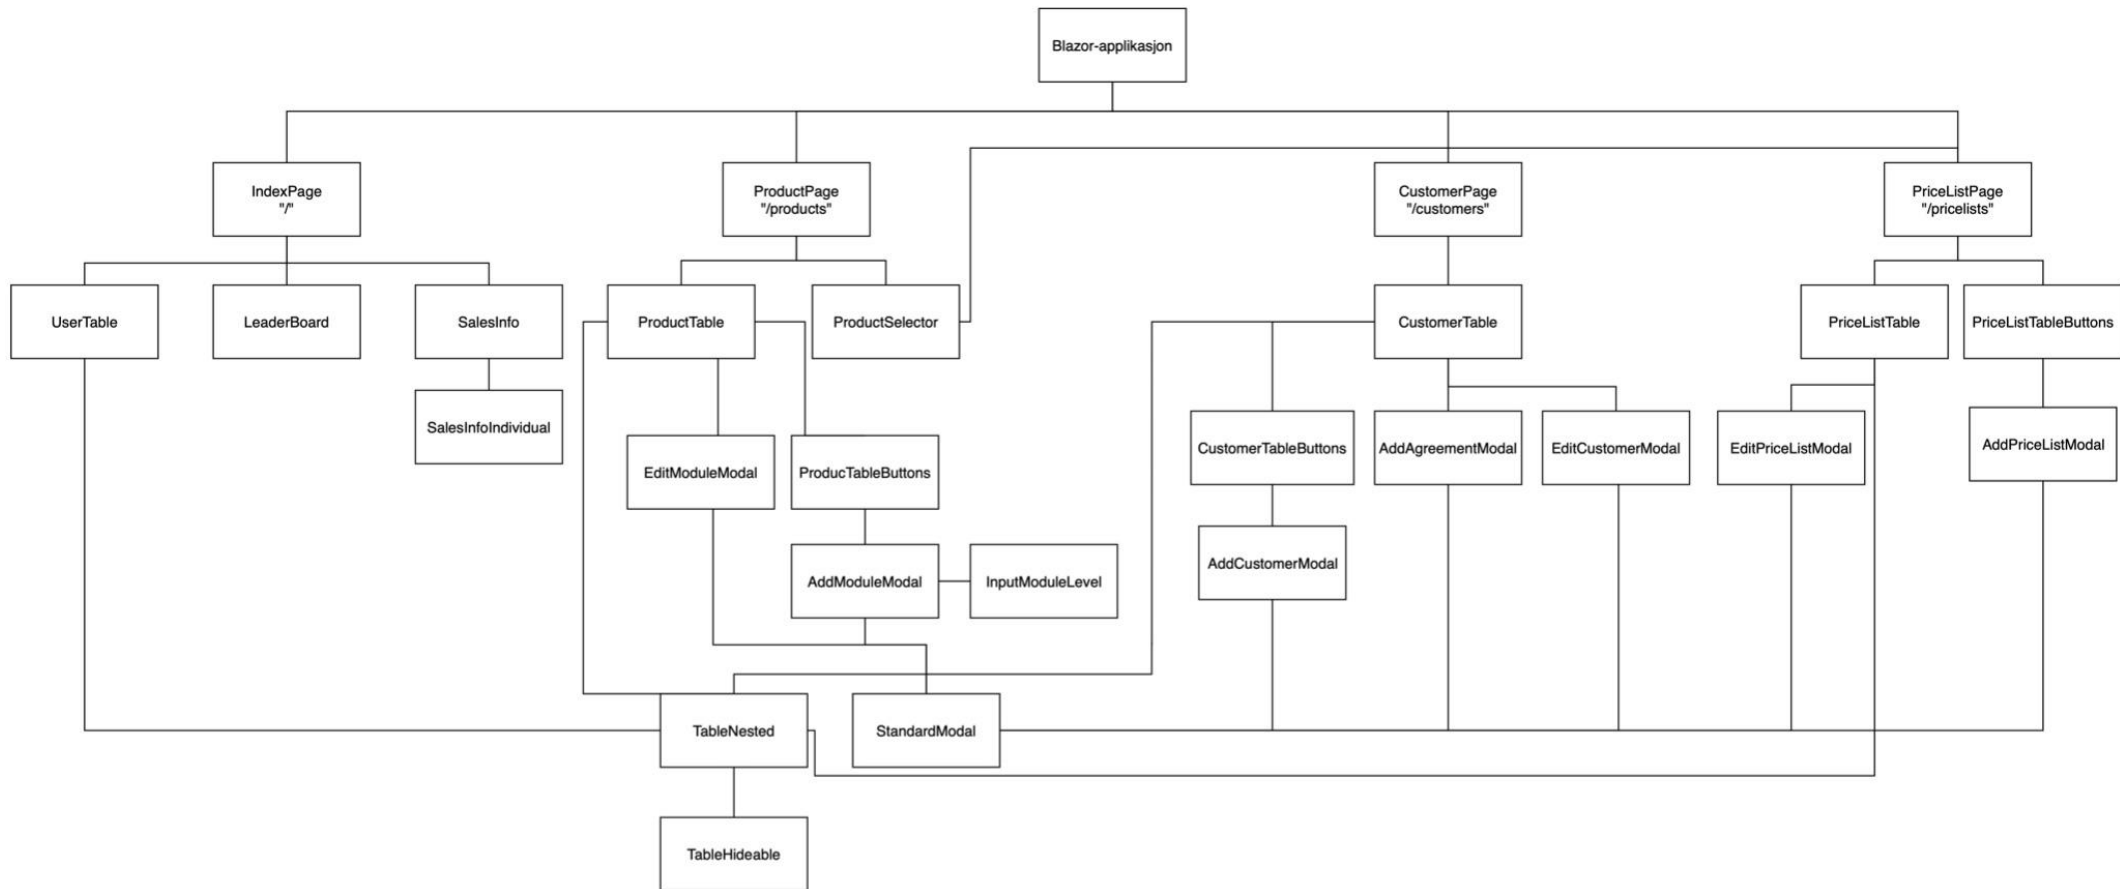 Blazor-applikasjon
IndexPage
"/"
ProductPage
"/products"
CustomerPage
"/customers"
PriceListPage
"/pricelists"
UserTable
LeaderBoard
SalesInfo
ProductTable
ProductSelector
CustomerTable
PriceListTable
PriceListTableButtons
SalesInfoIndividual
EditModuleModal
ProducTableButtons
CustomerTableButtons
AddAgreementModal
EditCustomerModal
EditPriceListModal
AddPriceListModal
AddModuleModal
InputModuleLevel
AddCustomerModal
TableNested
StandardModal
TableHideable